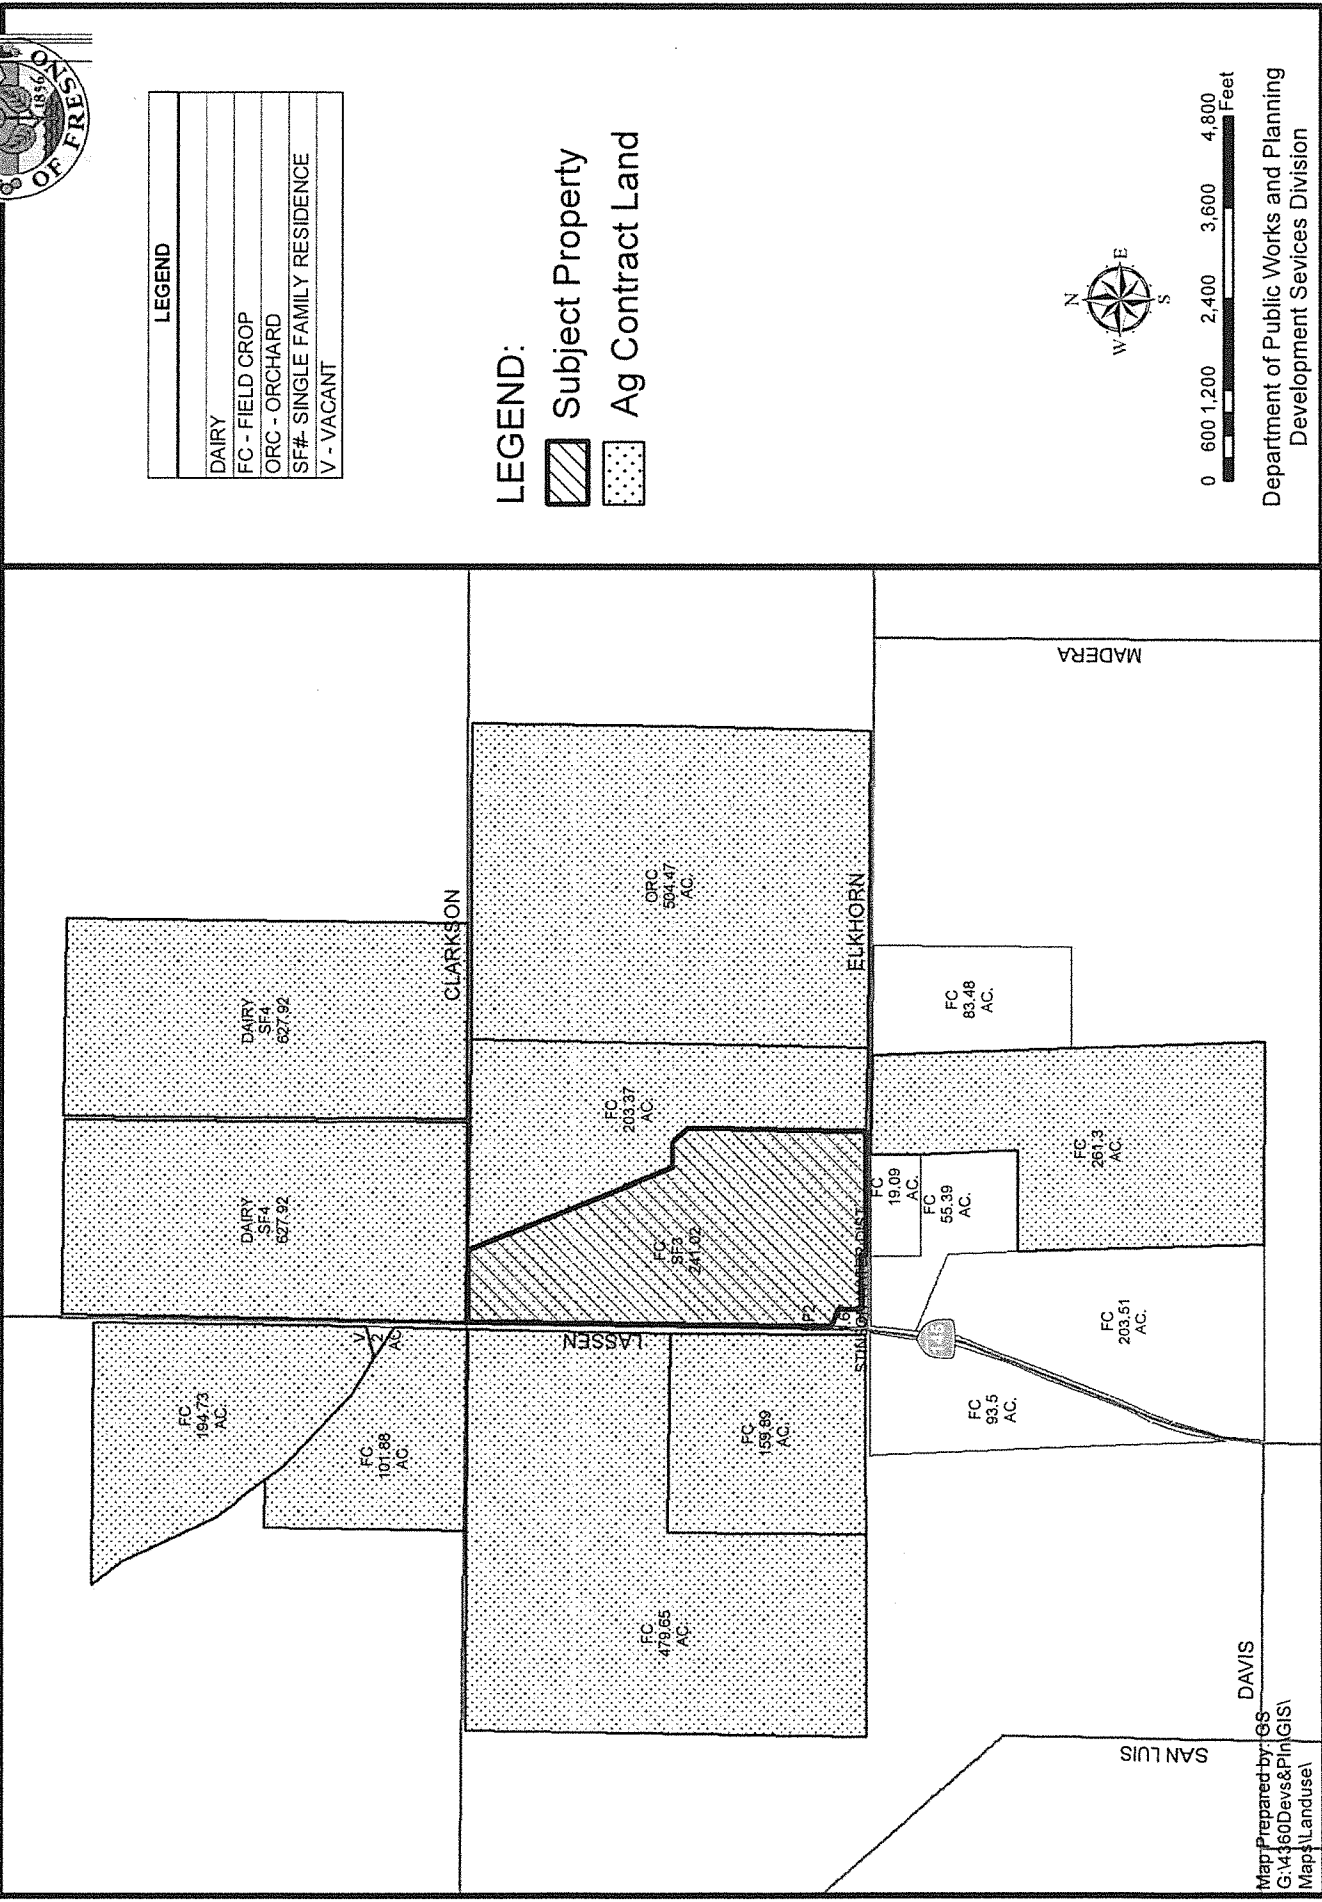 OF FRESNO
1856
LEGEND
DAIRY
FC - FIELD CROP
ORC - ORCHARD
SF#- SINGLE FAMILY RESIDENCE
V - VACANT
LEGEND:
Subject Property
Ag Contract Land
N
W
E
S
0 600 1,200 2,400 3,600 4,800
Feet
Department of Public Works and Planning
Development Sevices Division
FC
194.73
AC.
V
2
AC
FC
101.88
AC.
DAIRY
SF4
627.92
DAIRY
SF4
627.92
CLARKSON
LASSEN
FC
479.65
AC.
FC
159.89
AC.
FC
SF3
241.02
FC
203.37
AC.
ORC
504.47
AC.
ELKHORN
FC
93.5
AC.
FC
203.51
AC.
FC
19.09
AC.
FC
55.39
AC.
FC
261.3
AC.
FC
83.48
AC.
MADERA
SAN LUIS
DAVIS
Map Prepared by: GS
G:\4360Devs&Pln\GIS\
Maps\Landuse\